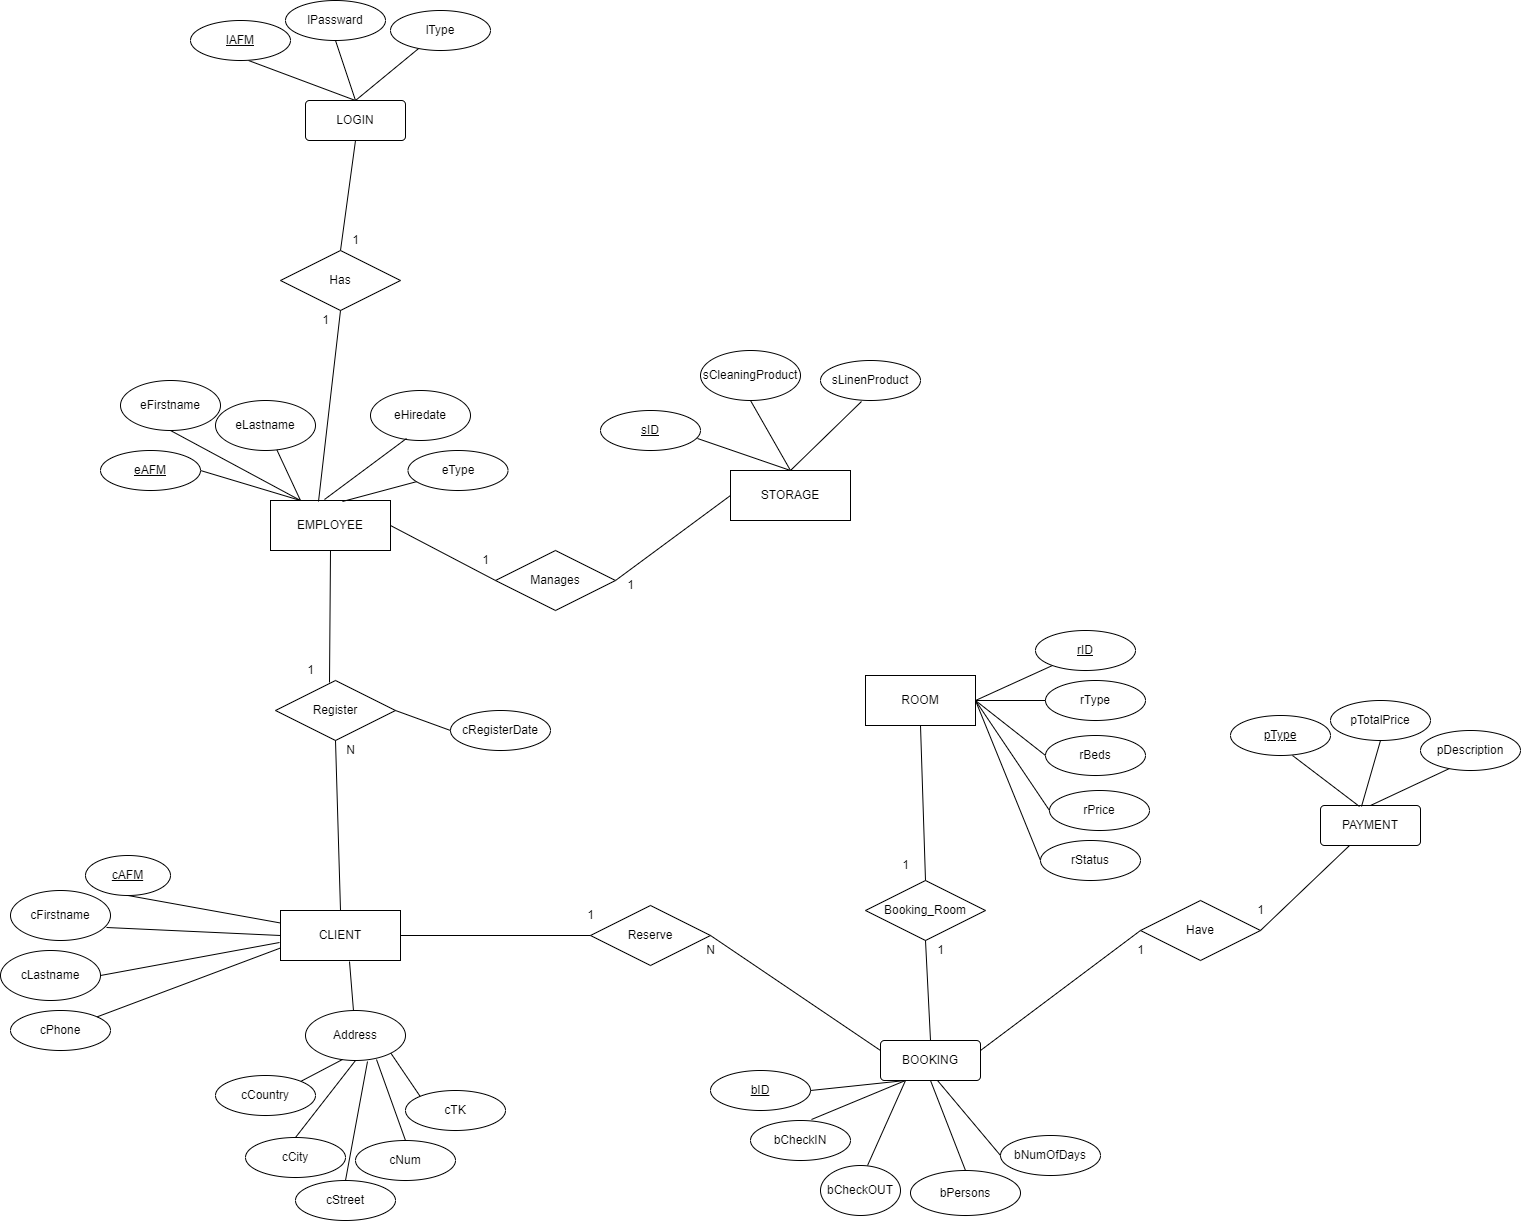 lPassward
lAFM
lType
LOGIN
1
Has
1
eFirstname
eLastname
eHiredate
eAFM
eType
EMPLOYEE
sCleaningProduct
sLinenProduct
sID
STORAGE
1
Manages
1
1
Register
cRegisterDate
N
rID
ROOM
rType
rBeds
rPrice
rStatus
pType
pTotalPrice
pDescription
PAYMENT
cAFM
cFirstname
cLastname
cPhone
CLIENT
1
Reserve
N
1
Booking_Room
1
1
Have
1
Address
cCountry
cTK
cCity
cNum
cStreet
BOOKING
bID
bCheckIN
bCheckOUT
bPersons
bNumOfDays